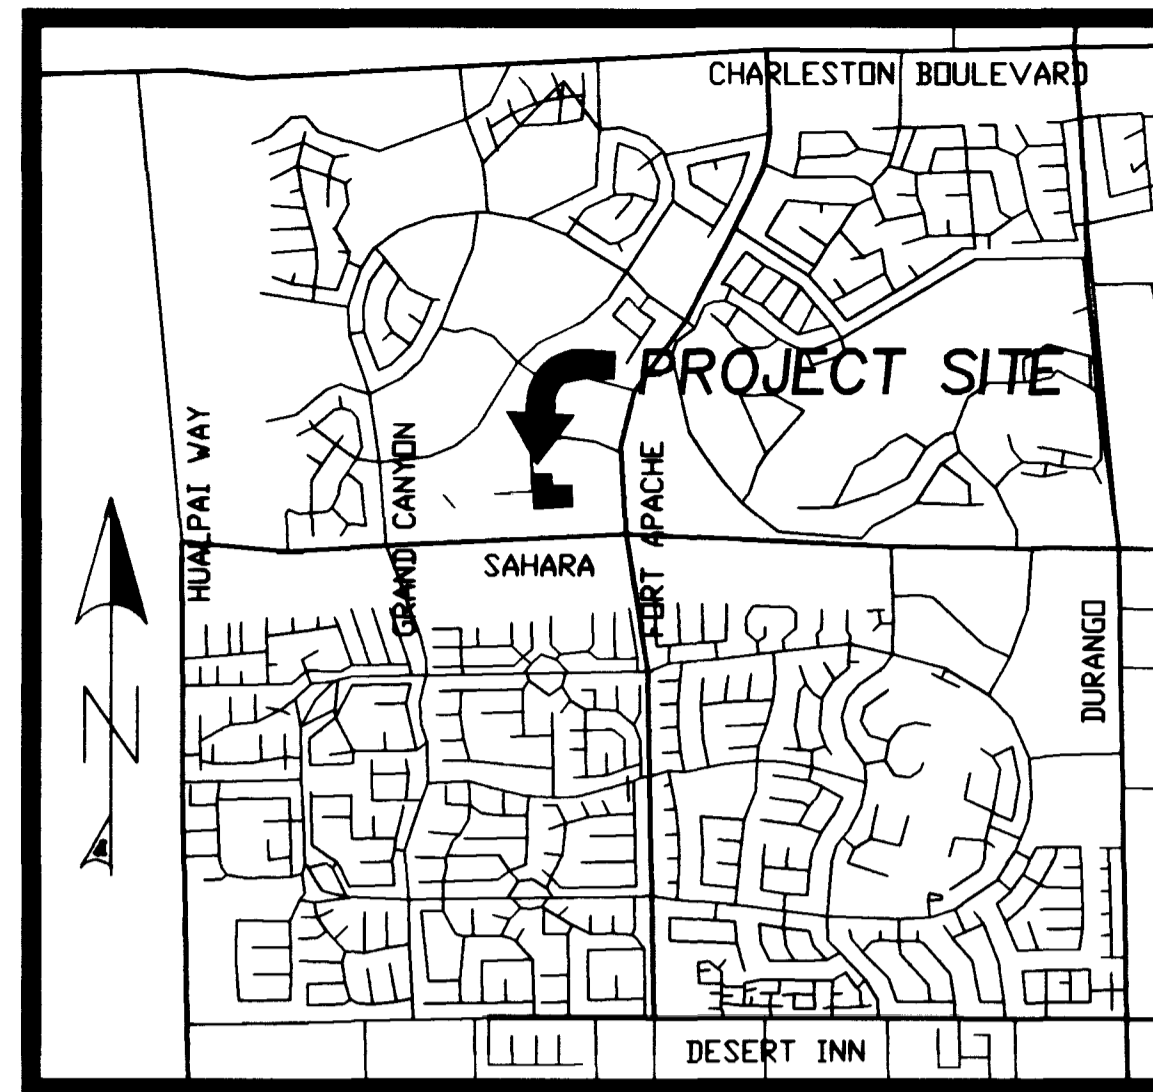 CHARLESTON BOULEVARD
PROJECT SITE
HUALPAI WAY
GRAND CANYON
FORT APACHE
SAHARA
DURANGO
N
DESERT INN